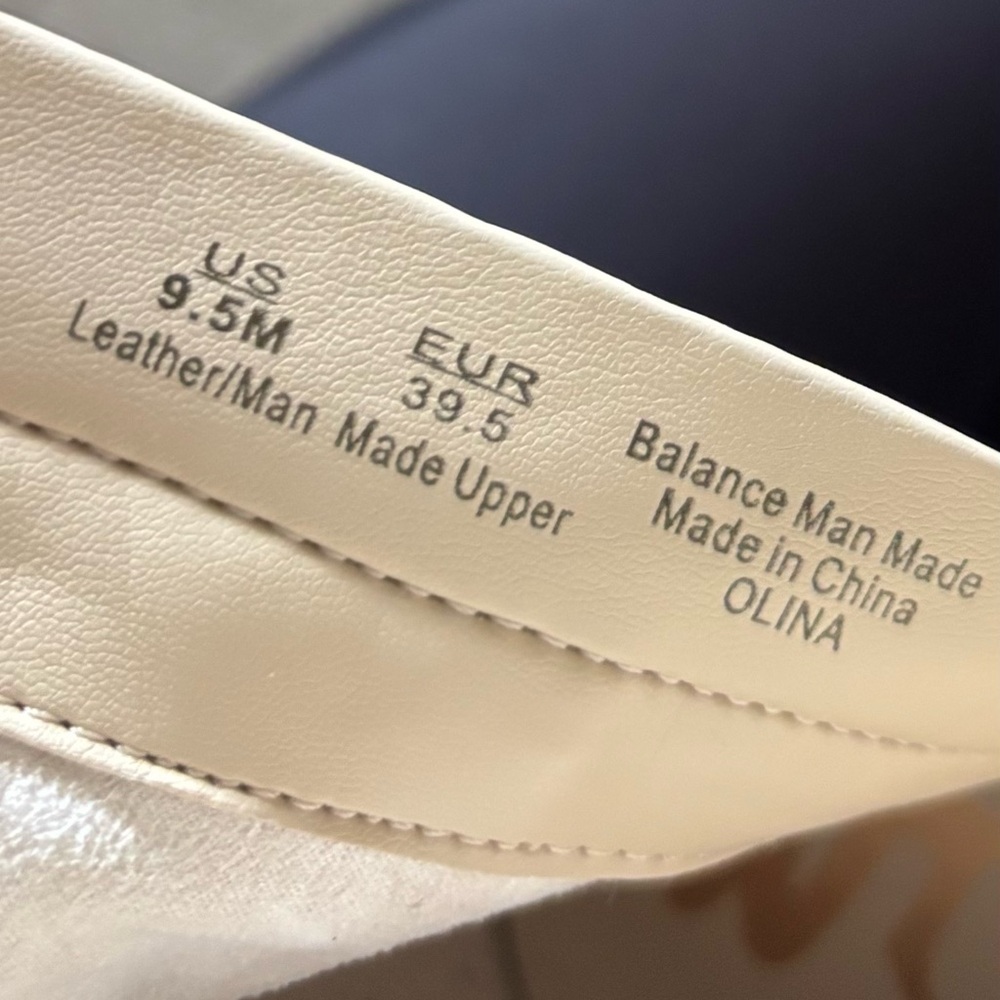 US
9.5M
EUR
39.5
Leather/Man Made Upper
Balance Man Made
Made in China
OLINA